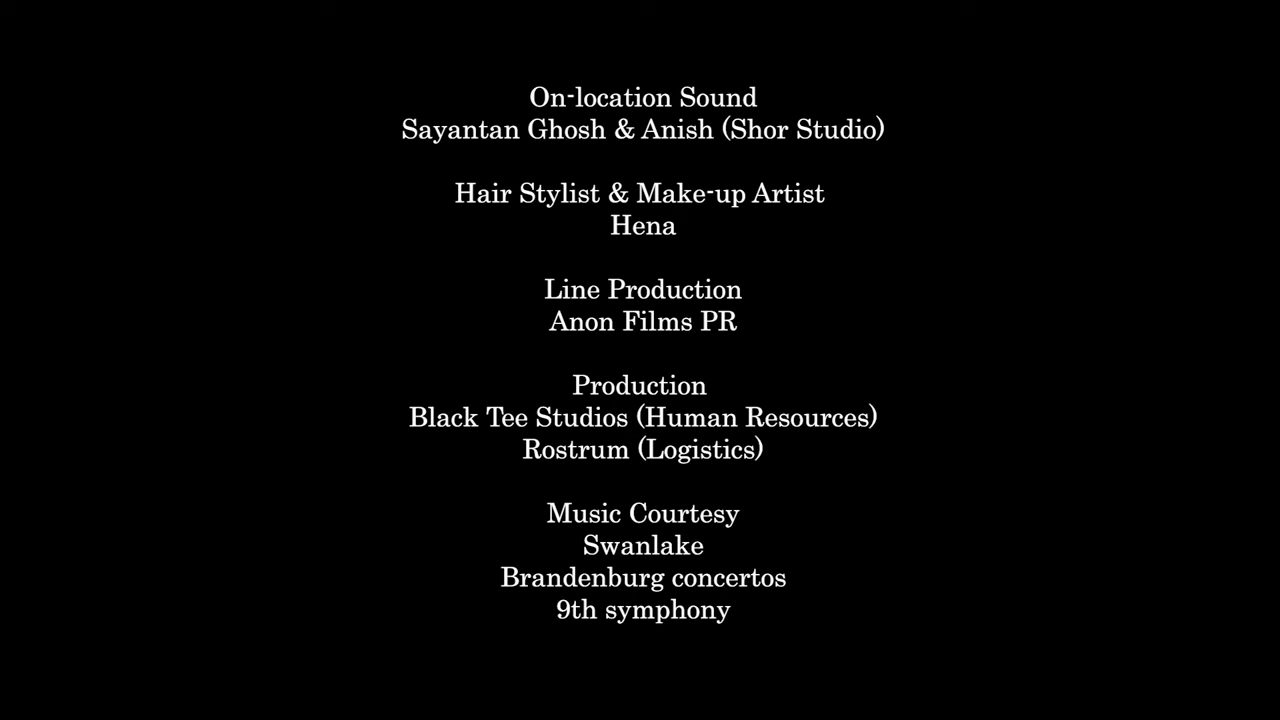 On-location Sound
Sayantan Ghosh & Anish (Shor Studio)
Hair Stylist & Make-up Artist
Hena
Line Production
Anon Films PR
Production
Black Tee Studios (Human Resources)
Rostrum (Logistics)
Music Courtesy
Swanlake
Brandenburg concertos
9th symphony